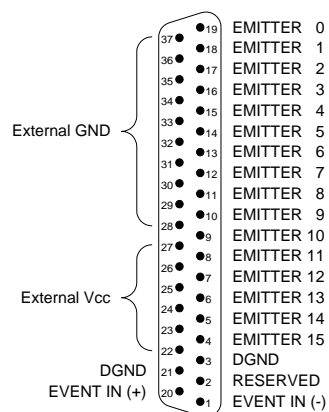 19 EMITTER 0
37
18 EMITTER 1
36
17 EMITTER 2
35
16 EMITTER 3
34
15 EMITTER 4
33
External GND
14 EMITTER 5
32
13 EMITTER 6
31
12 EMITTER 7
30
11 EMITTER 8
29
10 EMITTER 9
28
9 EMITTER 10
27
8 EMITTER 11
26
7 EMITTER 12
25
External Vcc
6 EMITTER 13
24
5 EMITTER 14
23
4 EMITTER 15
22
3 DGND
DGND 21
2 RESERVED
EVENT IN (+) 20
1 EVENT IN (-)